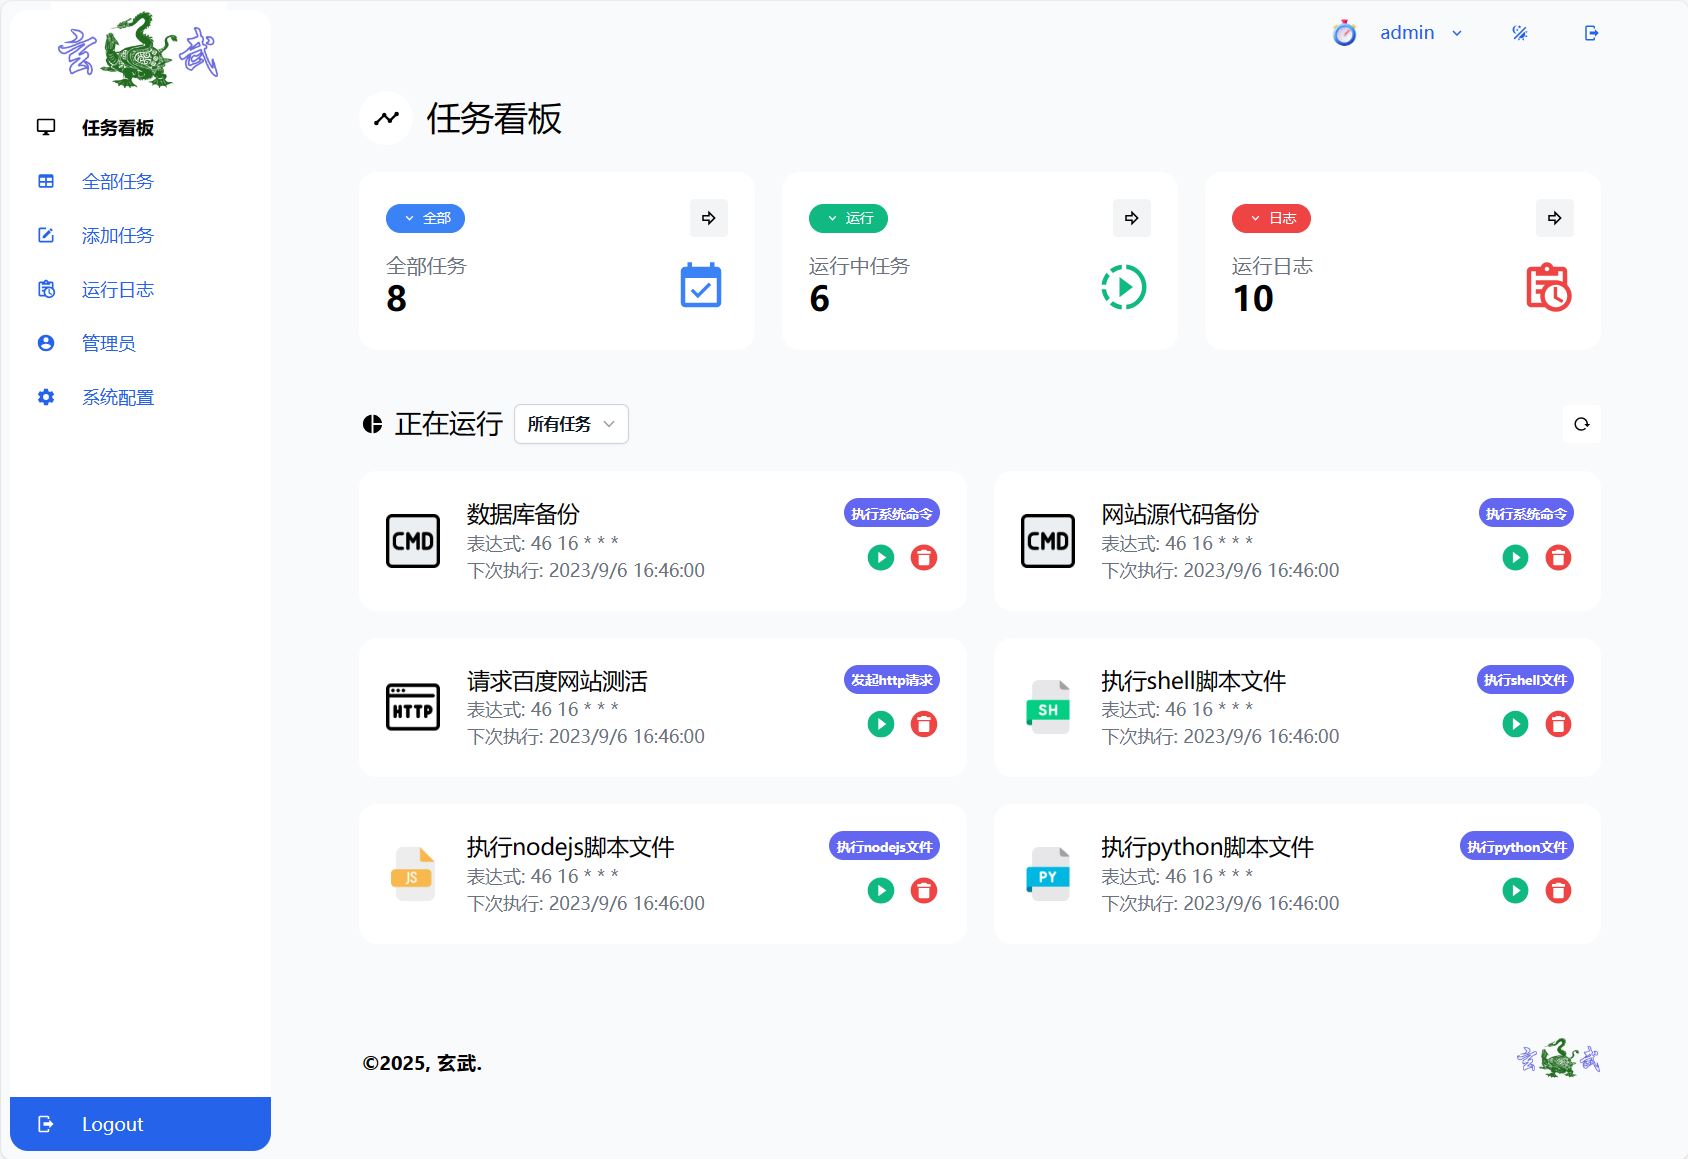 玄武
admin
任务看板
全部任务
添加任务
运行日志
管理员
系统配置
Logout
任务看板
全部
全部任务
8
运行
运行中任务
6
日志
运行日志
10
正在运行
所有任务
CMD
数据库备份
执行系统命令
表达式: 46 16 * * *
下次执行: 2023/9/6 16:46:00
CMD
网站源代码备份
执行系统命令
表达式: 46 16 * * *
下次执行: 2023/9/6 16:46:00
HTTP
请求百度网站测活
发起http请求
表达式: 46 16 * * *
下次执行: 2023/9/6 16:46:00
SH
执行shell脚本文件
执行shell文件
表达式: 46 16 * * *
下次执行: 2023/9/6 16:46:00
JS
执行nodejs脚本文件
执行nodejs文件
表达式: 46 16 * * *
下次执行: 2023/9/6 16:46:00
PY
执行python脚本文件
执行python文件
表达式: 46 16 * * *
下次执行: 2023/9/6 16:46:00
©2025, 玄武.
玄武